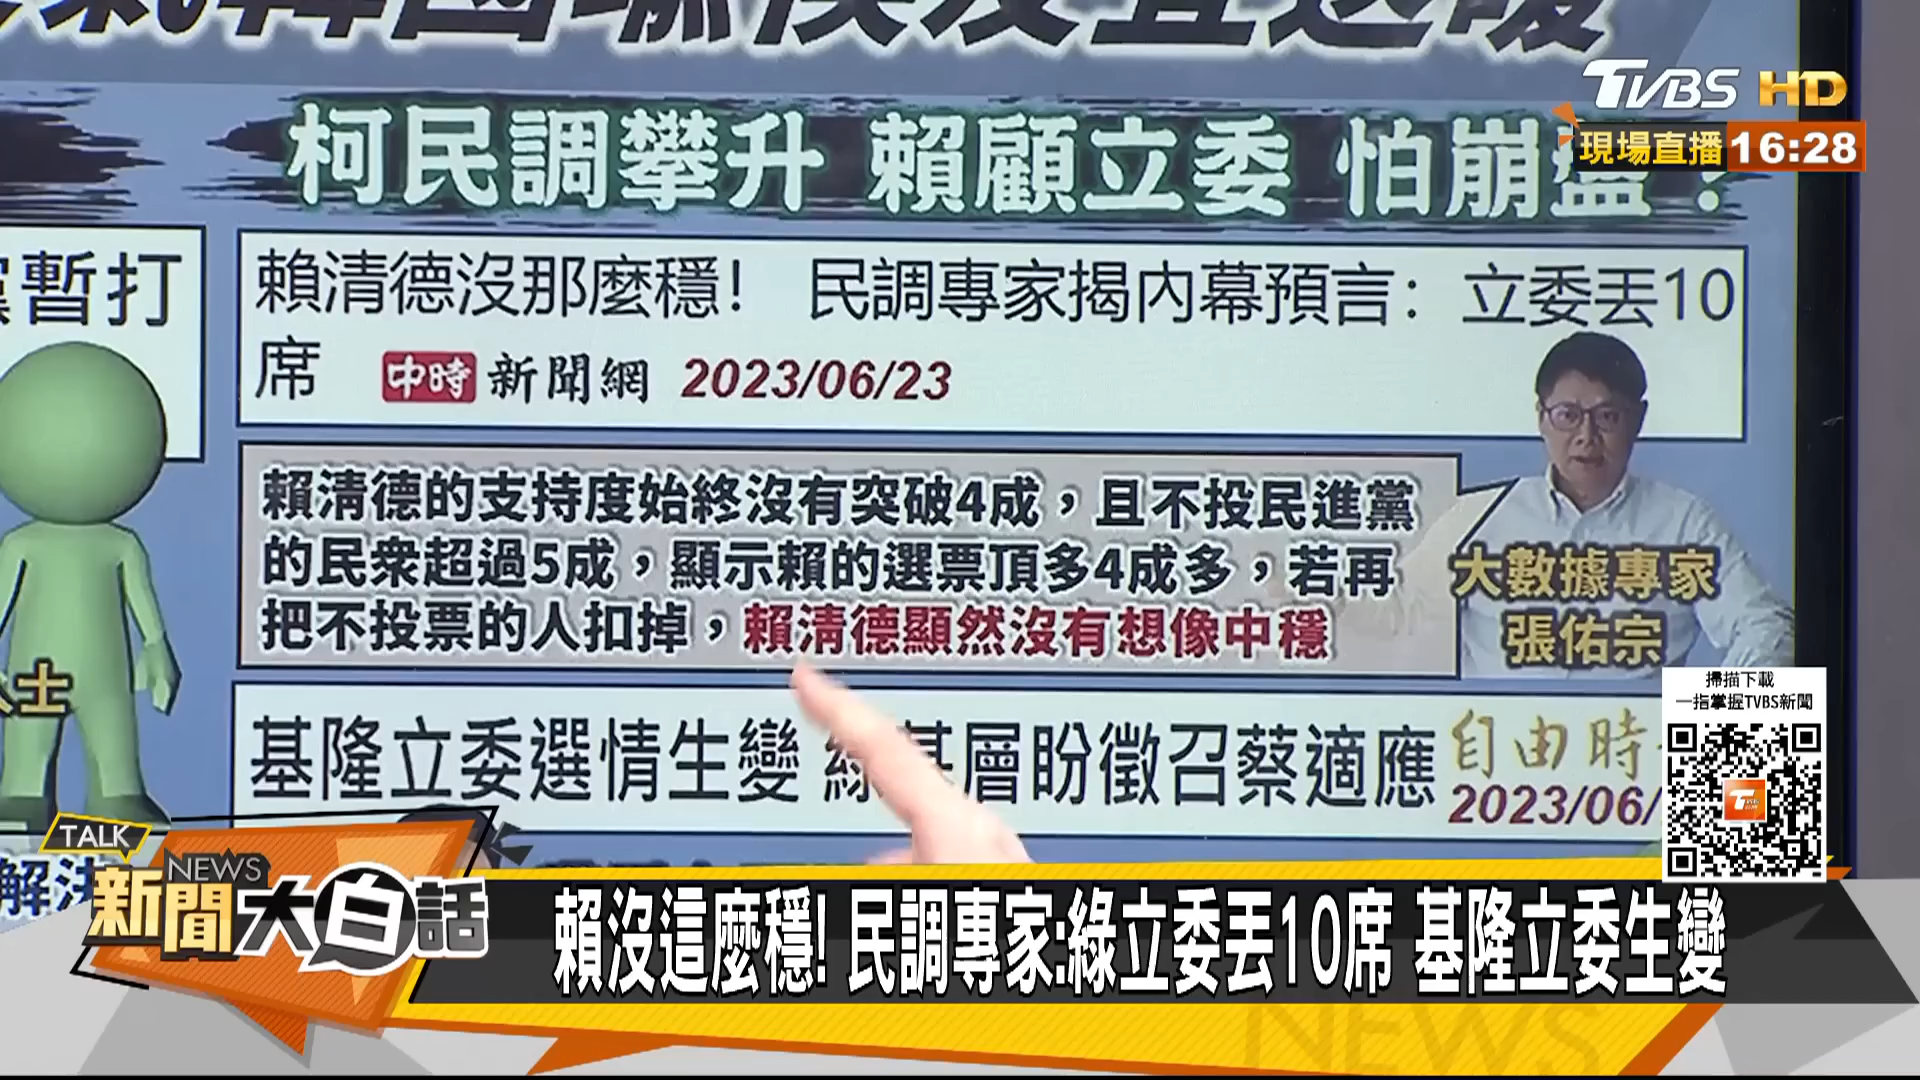 TVBS HD
現場直播 16:28
柯民調攀升 賴顧立委 怕崩盤?
黨暫打
賴清德沒那麼穩! 民調專家揭內幕預言:立委丟10
席 中時 新聞網 2023/06/23
賴清德的支持度始終沒有突破4成,且不投民進黨
的民眾超過5成,顯示賴的選票頂多4成多,若再
把不投票的人扣掉,賴清德顯然沒有想像中穩
大數據專家
張佑宗
人士
掃描下載
一指掌握TVBS新聞
基隆立委選情生變 綠基層盼徵召蔡適應
自由時
2023/06/
解決
TALK
NEWS
新聞大白話
賴沒這麼穩! 民調專家:綠立委丟10席 基隆立委生變
NEWS